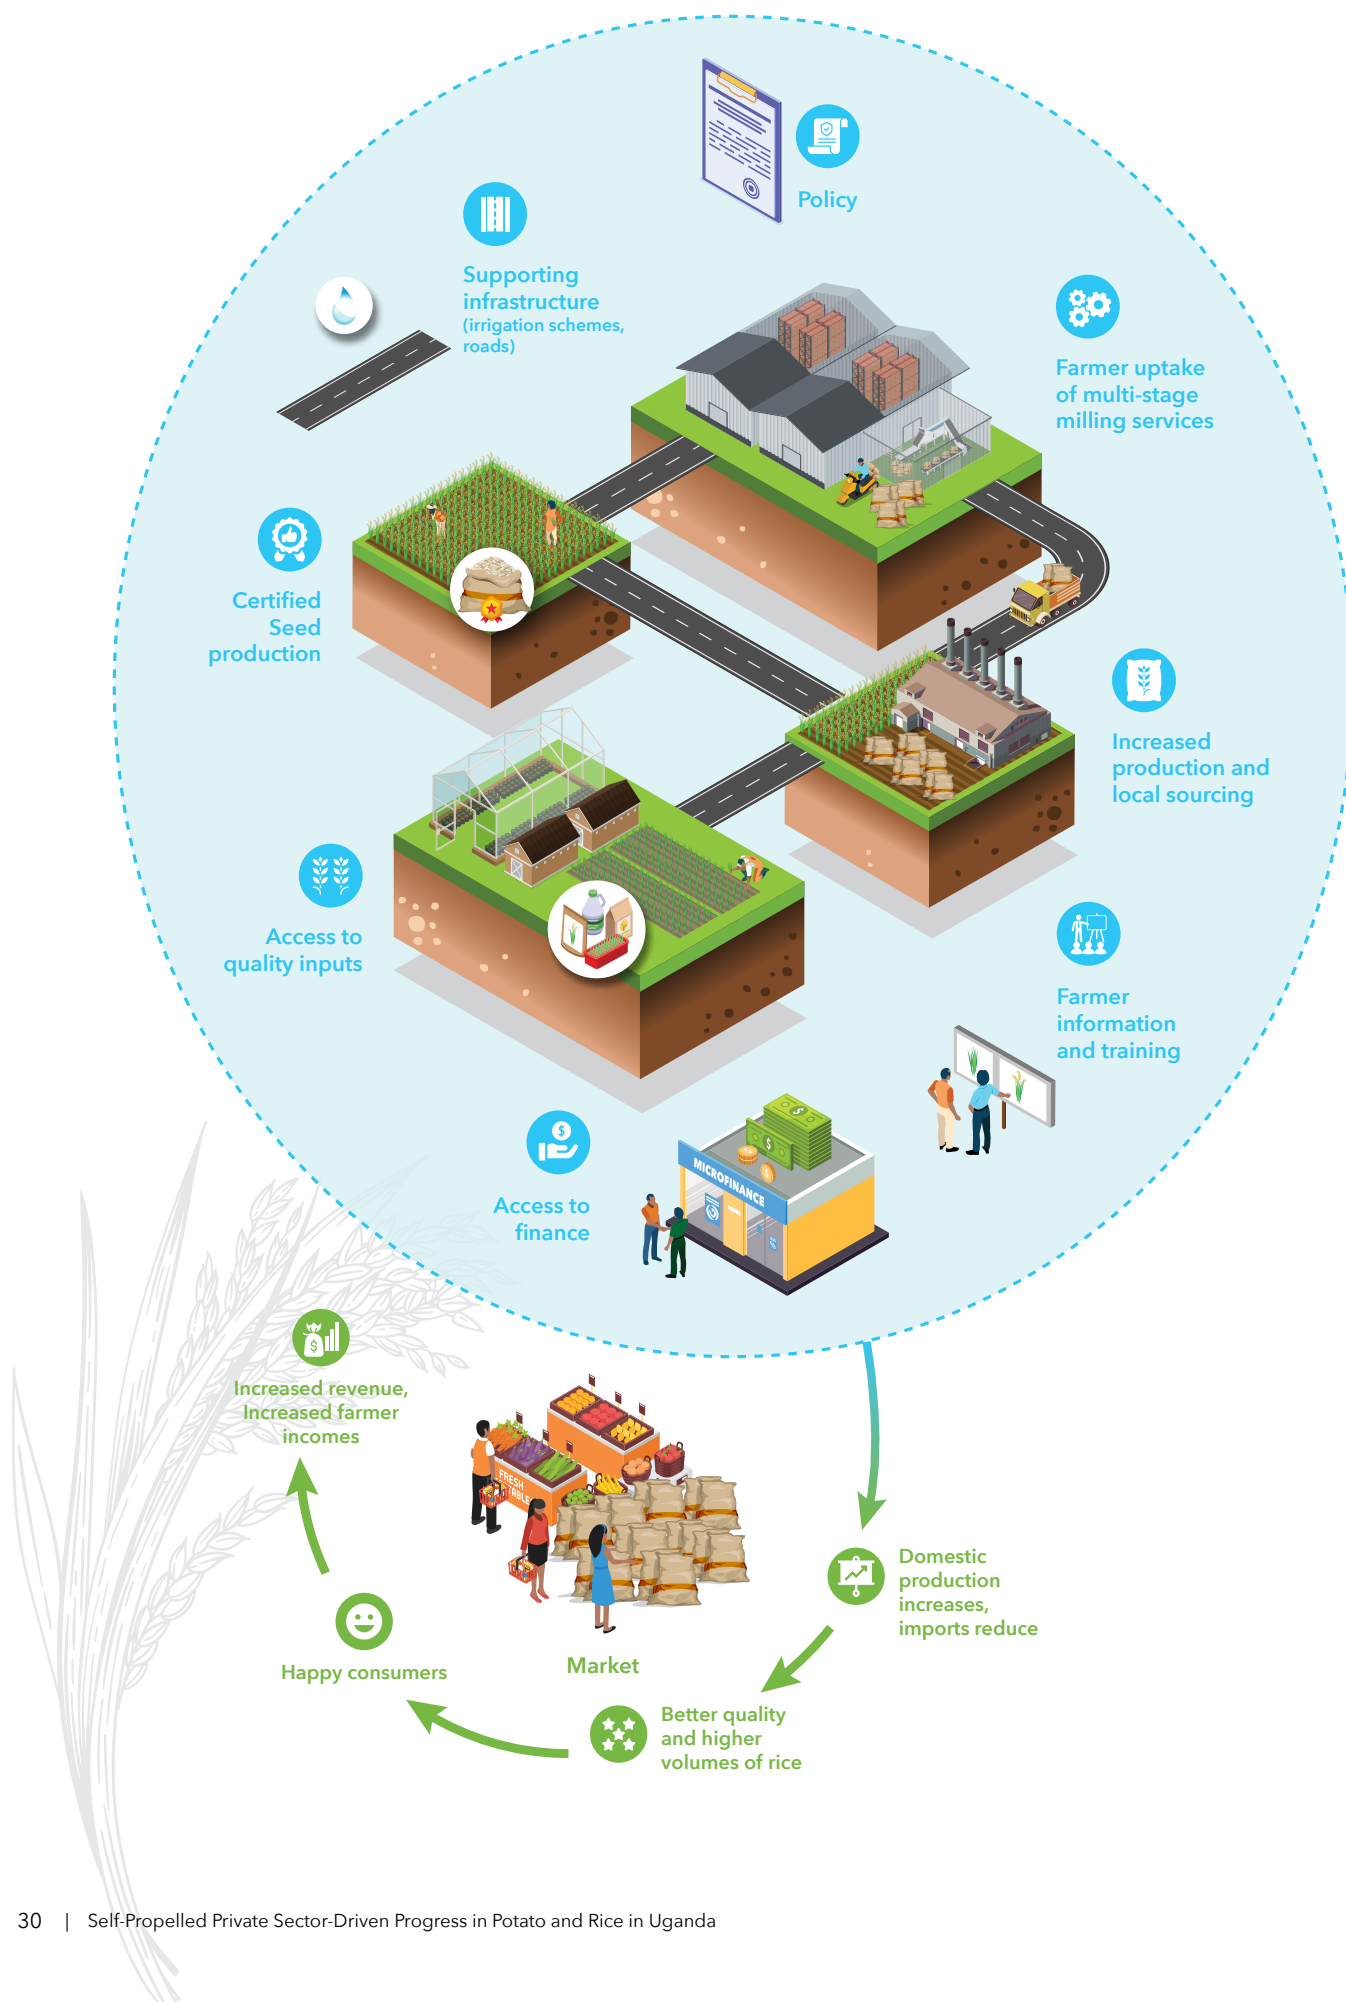 Policy
Supporting
infrastructure
(irrigation schemes,
roads)
Farmer uptake
of multi-stage
milling services
Certified
Seed
production
Increased
production and
local sourcing
Access to
quality inputs
Farmer
information
and training
MICROFINANCE
Access to
finance
Increased revenue,
Increased farmer
incomes
FRESH
Domestic
production
increases,
imports reduce
Market
Happy consumers
Better quality
and higher
volumes of rice
30 | Self-Propelled Private Sector-Driven Progress in Potato and Rice in Uganda